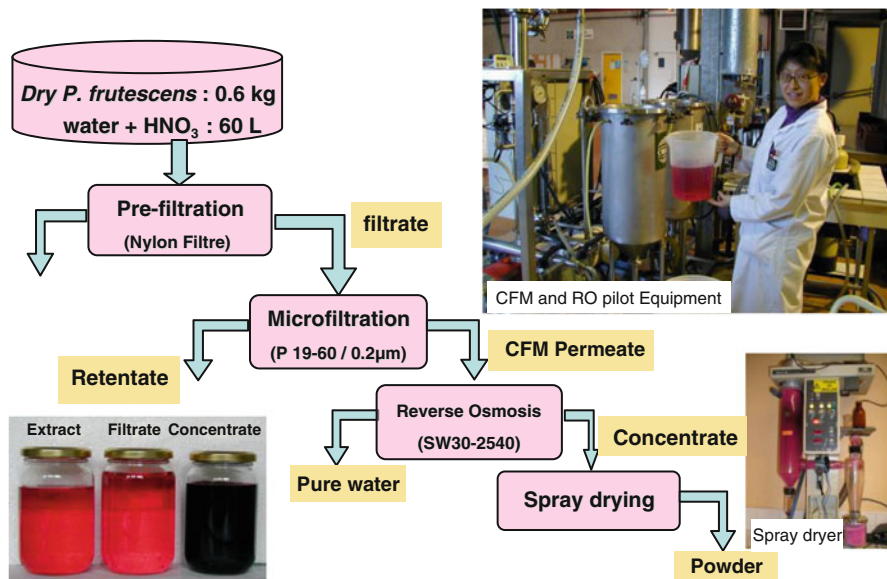 Dry P. frutescens : 0.6 kg
water + HNO₃ : 60 L
Pre-filtration
(Nylon Filtre)
filtrate
CFM and RO pilot Equipment
Microfiltration
(P 19-60 / 0.2µm)
Retentate
CFM Permeate
Reverse Osmosis
(SW30-2540)
Pure water
Concentrate
Extract Filtrate Concentrate
Spray drying
Spray dryer
Powder